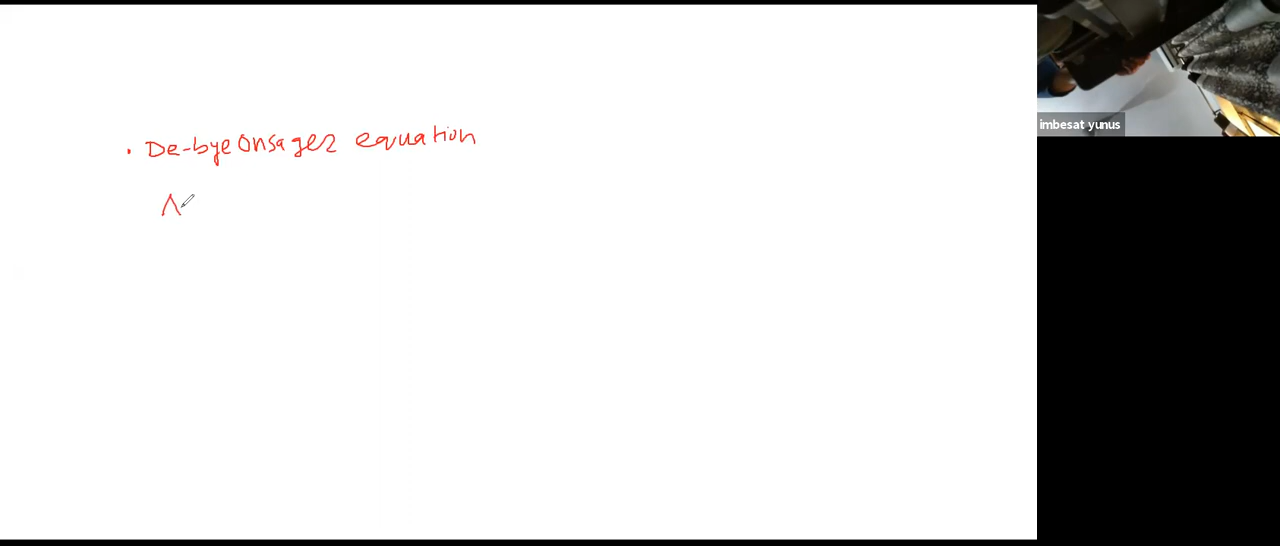 • De-bye Onsager equation
Λ
imbesat yunus